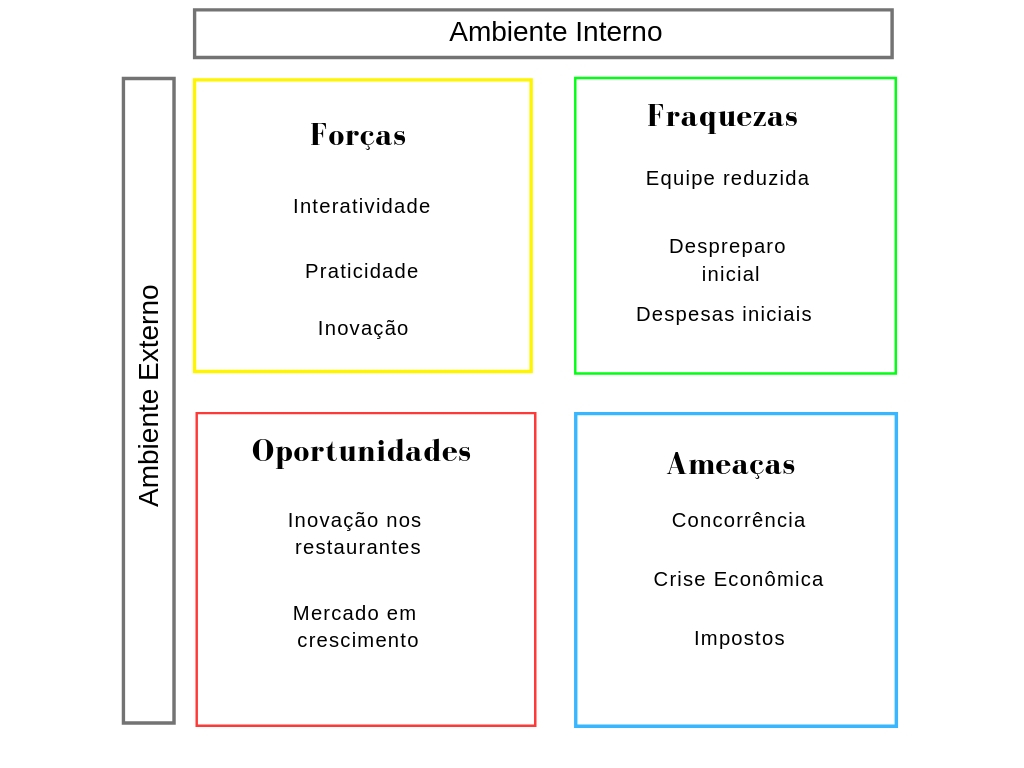 Ambiente Interno
Ambiente Externo
Forças
Interatividade
Praticidade
Inovação
Fraquezas
Equipe reduzida
Despreparo
inicial
Despesas iniciais
Oportunidades
Inovação nos
restaurantes
Mercado em
crescimento
Ameaças
Concorrência
Crise Econômica
Impostos